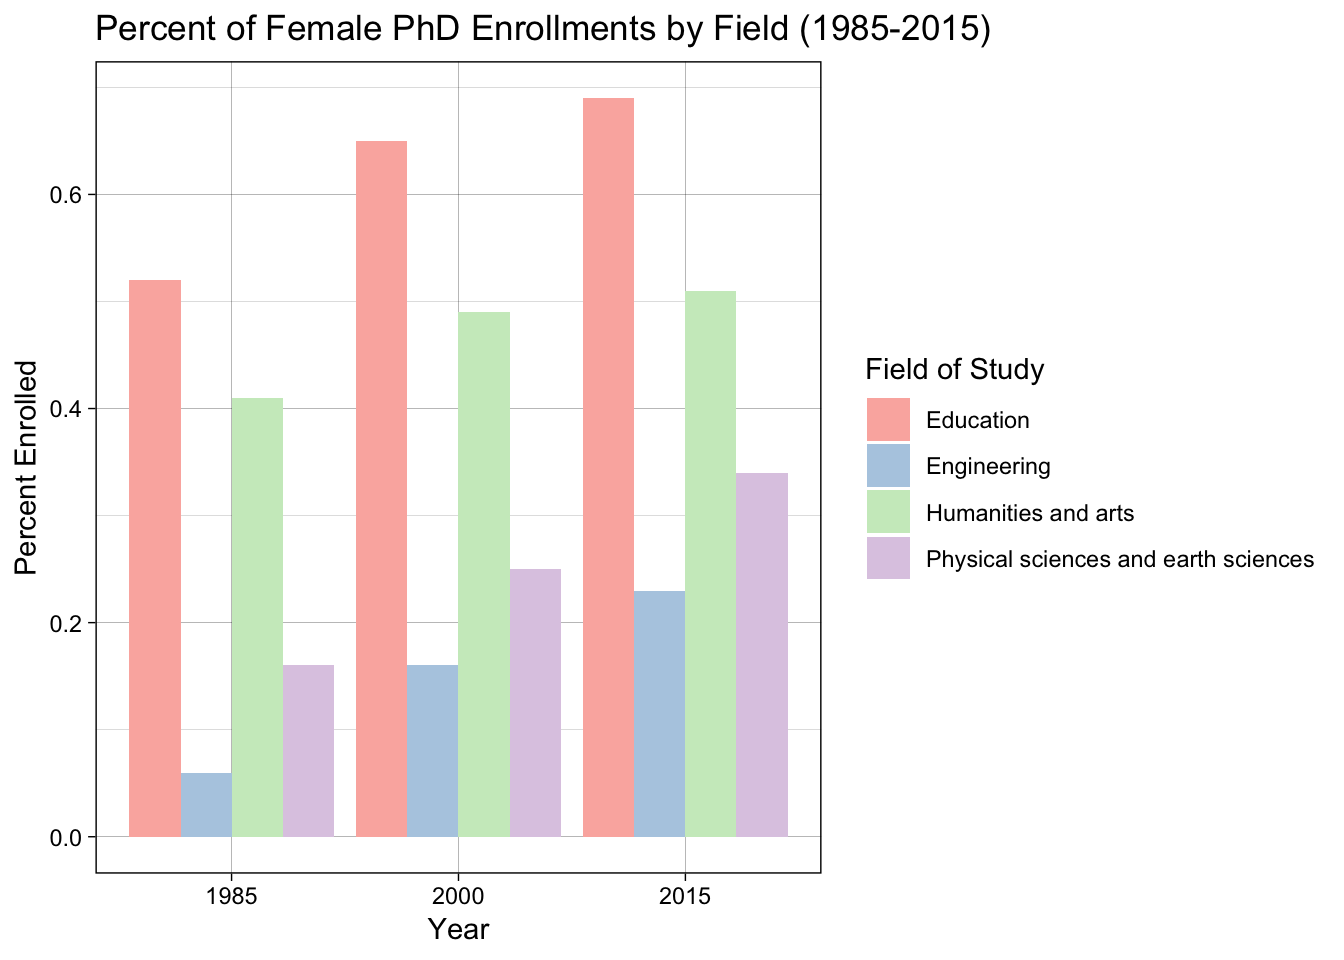 Percent of Female PhD Enrollments by Field (1985-2015)
Percent Enrolled
0.6
0.4
0.2
0.0
1985 2000 2015
Year
Field of Study
Education
Engineering
Humanities and arts
Physical sciences and earth sciences